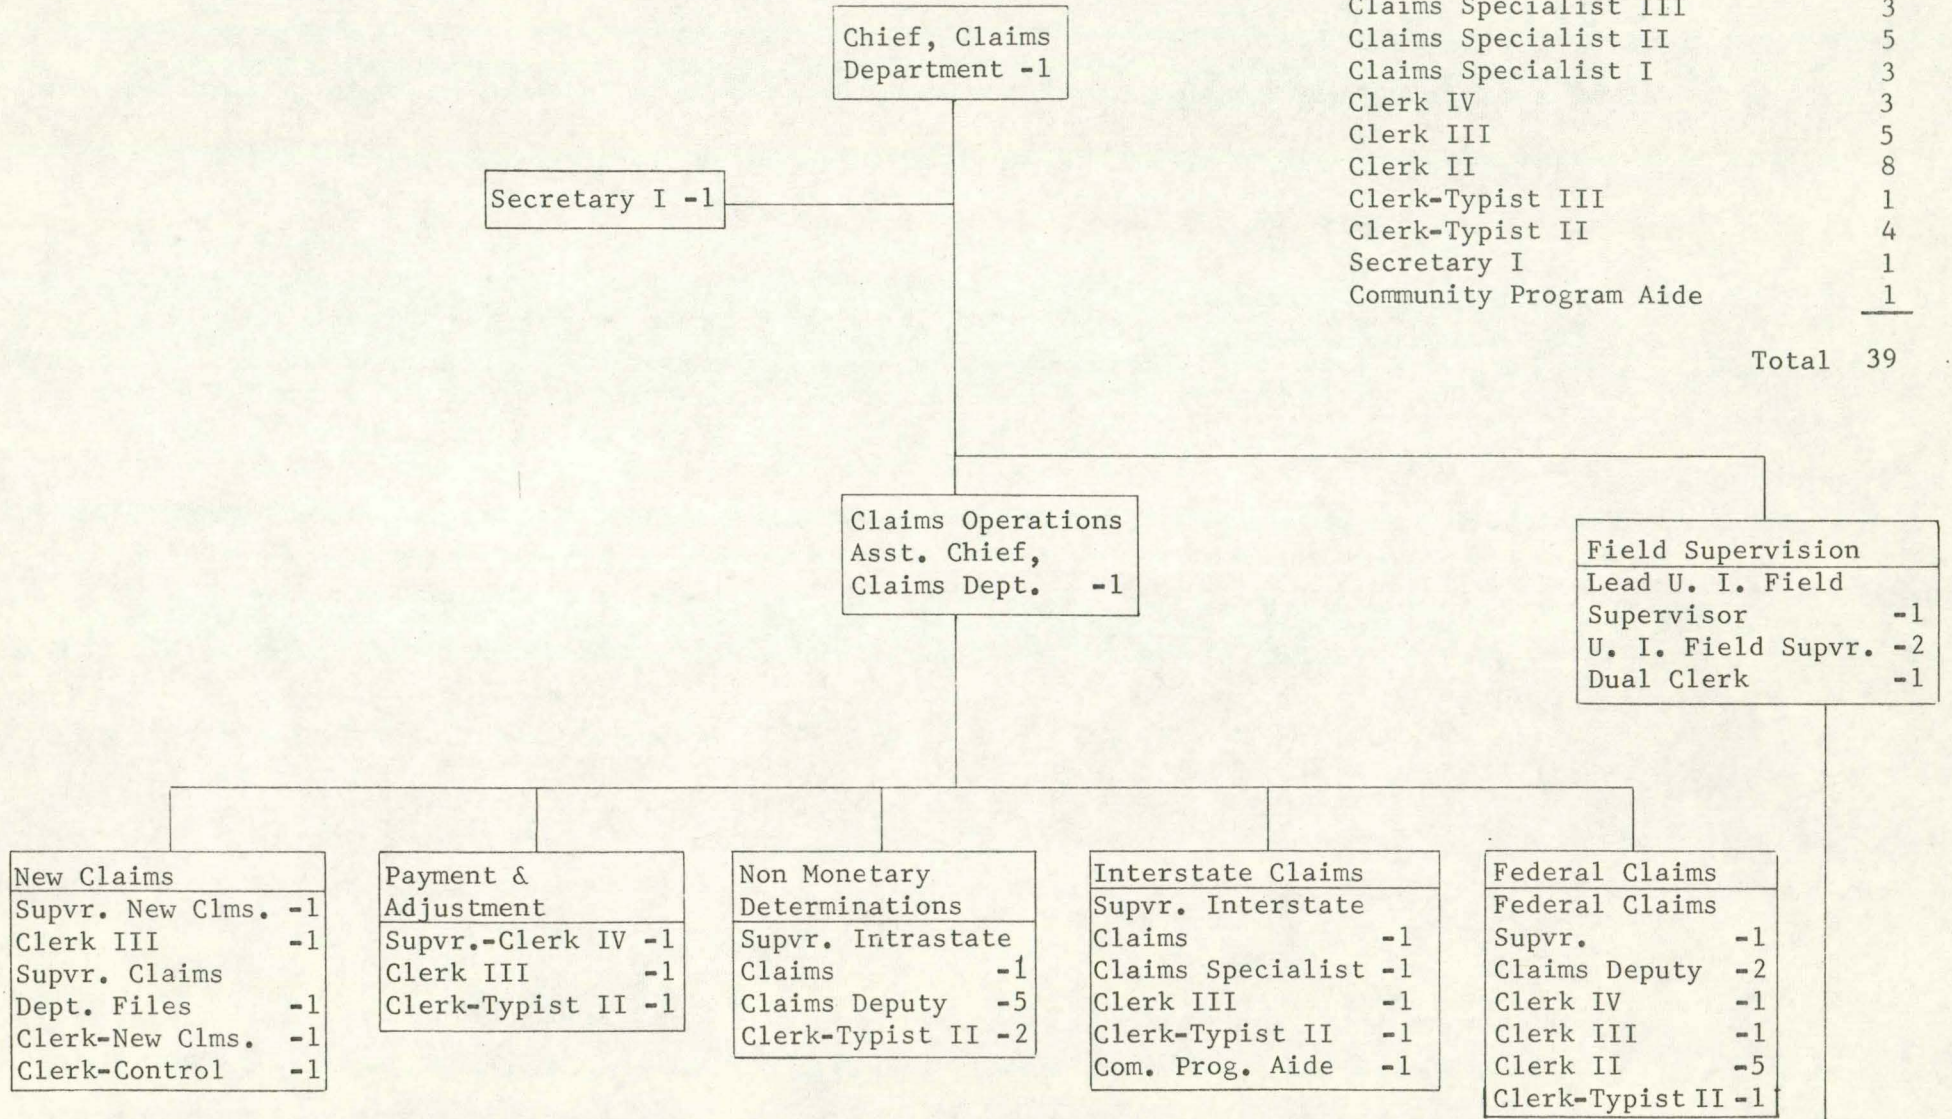 Claims Specialist III 3
Claims Specialist II 5
Claims Specialist I 3
Clerk IV 3
Clerk III 5
Clerk II 8
Clerk-Typist III 1
Clerk-Typist II 4
Secretary I 1
Community Program Aide 1
Total 39
Chief, Claims
Department -1
Secretary I -1
Claims Operations
Asst. Chief,
Claims Dept. -1
Field Supervision
Lead U. I. Field
Supervisor -1
U. I. Field Supvr. -2
Dual Clerk -1
New Claims
Supvr. New Clms. -1
Clerk III -1
Supvr. Claims
Dept. Files -1
Clerk-New Clms. -1
Clerk-Control -1
Payment &
Adjustment
Supvr.-Clerk IV -1
Clerk III -1
Clerk-Typist II -1
Non Monetary
Determinations
Supvr. Intrastate
Claims -1
Claims Deputy -5
Clerk-Typist II -2
Interstate Claims
Supvr. Interstate
Claims -1
Claims Specialist -1
Clerk III -1
Clerk-Typist II -1
Com. Prog. Aide -1
Federal Claims
Federal Claims
Supvr. -1
Claims Deputy -2
Clerk IV -1
Clerk III -1
Clerk II -5
Clerk-Typist II -1